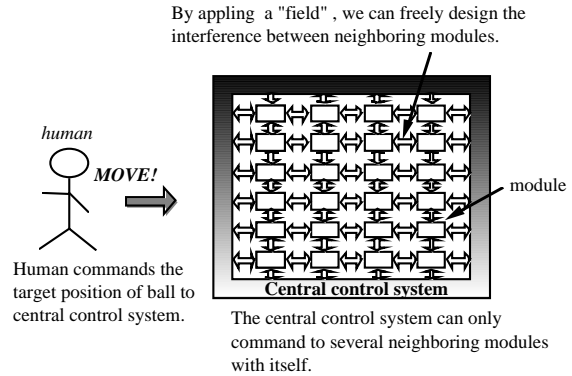 By appling a "field" , we can freely design the
interference between neighboring modules.
human
MOVE!
module
Human commands the
target position of ball to
central control system.
Central control system
The central control system can only
command to several neighboring modules
with itself.